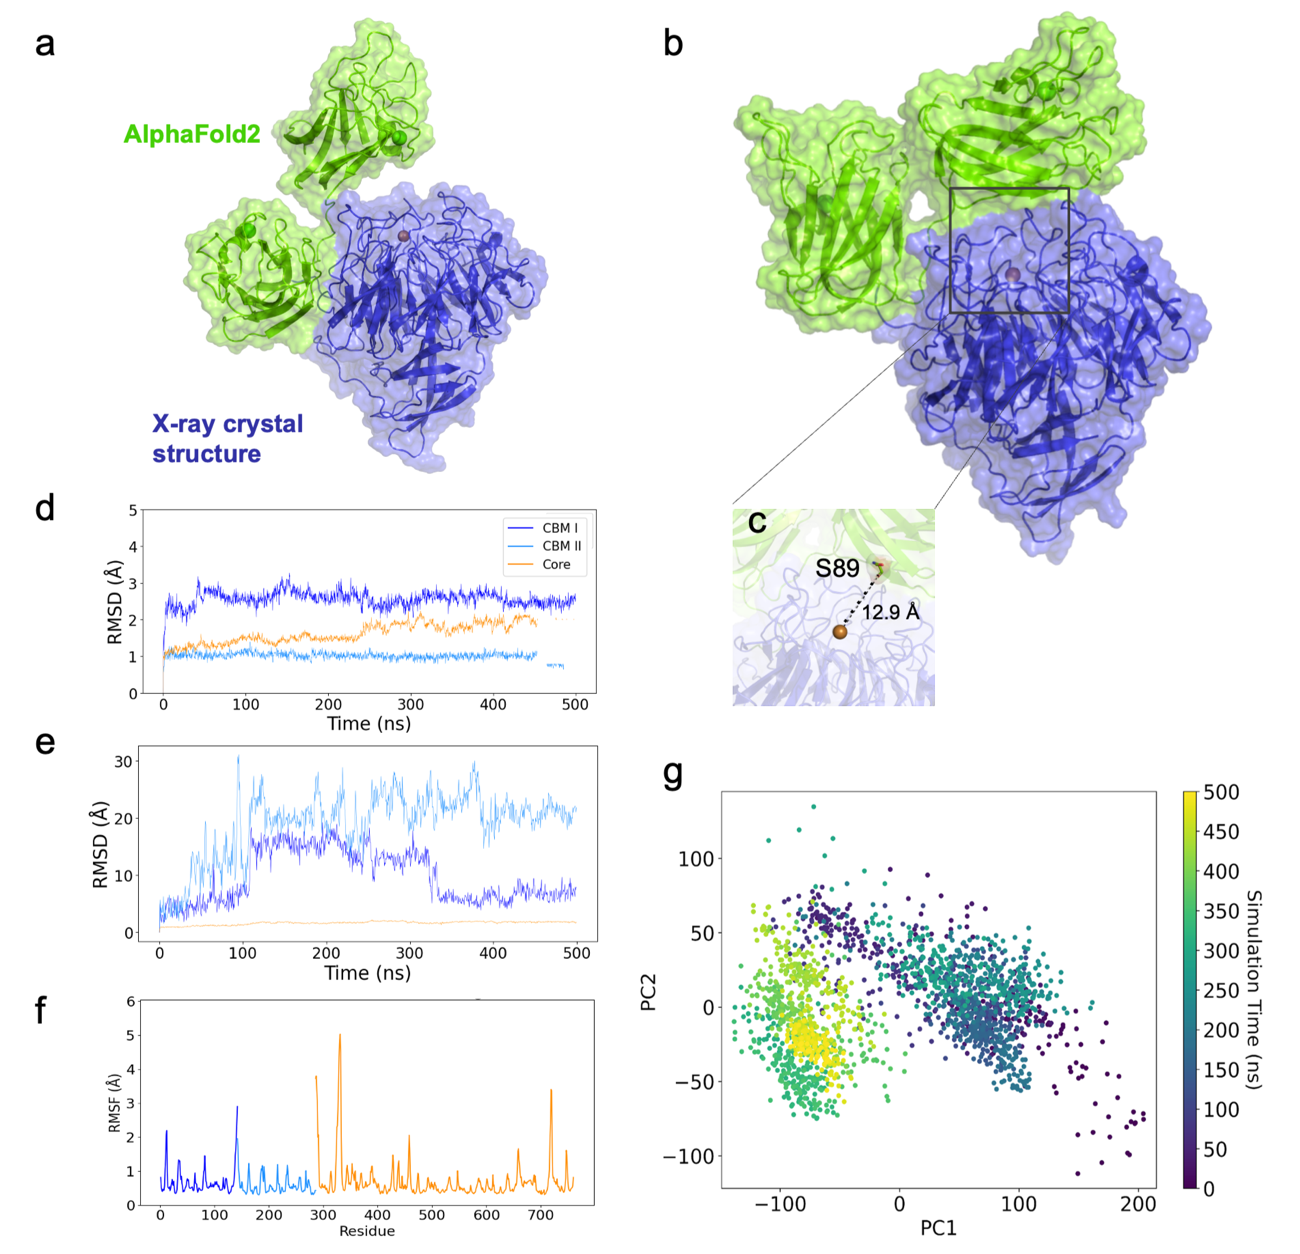 a
AlphaFold2
X-ray crystal
structure
b
c
S89
12.9 Å
d
5
4
3
2
1
0
RMSD (Å)
CBM I
CBM II
Core
0 100 200 300 400 500
Time (ns)
e
30
20
10
0
RMSD (Å)
0 100 200 300 400 500
Time (ns)
f
6
5
4
3
2
1
0
RMSF (Å)
0 100 200 300 400 500 600 700
Residue
g
100
50
0
−50
−100
PC2
−100 0 100 200
PC1
500
450
400
350
300
250
200
150
100
50
0
Simulation Time (ns)